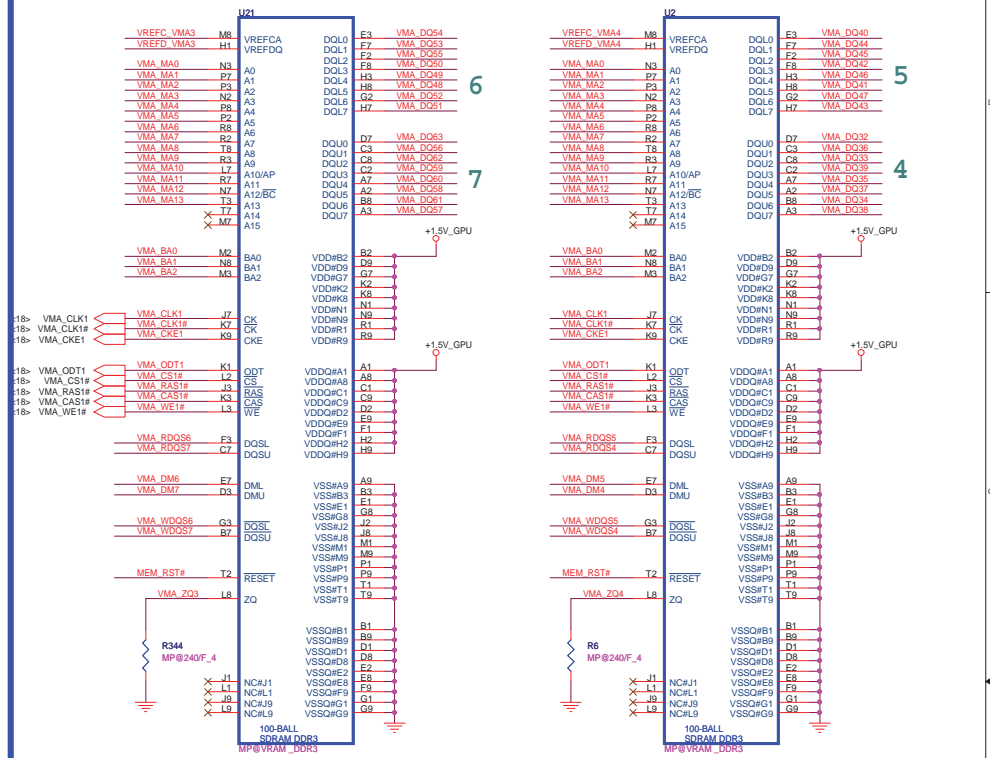 U21
VREFC_VMA3 M8 VREFCA
VREFD_VMA3 H1 VREFDQ
VMA_MA0 N3 A0
VMA_MA1 P7 A1
VMA_MA2 P3 A2
VMA_MA3 N2 A3
VMA_MA4 P8 A4
VMA_MA5 P2 A5
VMA_MA6 R8 A6
VMA_MA7 R2 A7
VMA_MA8 T8 A8
VMA_MA9 R3 A9
VMA_MA10 L7 A10/AP
VMA_MA11 R7 A11
VMA_MA12 N7 A12/BC
VMA_MA13 T3 A13
T7 A14
M7 A15
VMA_BA0 M2 BA0
VMA_BA1 N8 BA1
VMA_BA2 M3 BA2
:18> VMA_CLK1 VMA_CLK1 J7 CK
:18> VMA_CLK1# VMA_CLK1# K7 CK
:18> VMA_CKE1 VMA_CKE1 K9 CKE
:18> VMA_ODT1 VMA_ODT1 K1 ODT
:18> VMA_CS1# VMA_CS1# L2 CS
:18> VMA_RAS1# VMA_RAS1# J3 RAS
:18> VMA_CAS1# VMA_CAS1# K3 CAS
:18> VMA_WE1# VMA_WE1# L3 WE
VMA_RDQS6 F3 DQSL
VMA_RDQS7 C7 DQSU
VMA_DM6 E7 DML
VMA_DM7 D3 DMU
VMA_WDQS6 G3 DQSL
VMA_WDQS7 B7 DQSU
MEM_RST# T2 RESET
VMA_ZQ3 L8 ZQ
R344
MP@240/F_4
J1 NC#J1
L1 NC#L1
J9 NC#J9
L9 NC#L9
DQL0 E3 VMA_DQ54
DQL1 F7 VMA_DQ53
DQL2 F2 VMA_DQ55
DQL3 F8 VMA_DQ50
DQL4 H3 VMA_DQ49
DQL5 H8 VMA_DQ48
DQL6 G2 VMA_DQ52
DQL7 H7 VMA_DQ51
6
DQU0 D7 VMA_DQ63
DQU1 C3 VMA_DQ56
DQU2 C8 VMA_DQ62
DQU3 C2 VMA_DQ59
DQU4 A7 VMA_DQ60
DQU5 A2 VMA_DQ58
DQU6 B8 VMA_DQ61
DQU7 A3 VMA_DQ57
7
+1.5V_GPU
VDD#B2 B2
VDD#D9 D9
VDD#G7 G7
VDD#K2 K2
VDD#K8 K8
VDD#N1 N1
VDD#N9 N9
VDD#R1 R1
VDD#R9 R9
+1.5V_GPU
VDDQ#A1 A1
VDDQ#A8 A8
VDDQ#C1 C1
VDDQ#C9 C9
VDDQ#D2 D2
VDDQ#E9 E9
VDDQ#F1 F1
VDDQ#H2 H2
VDDQ#H9 H9
VSS#A9 A9
VSS#B3 B3
VSS#E1 E1
VSS#G8 G8
VSS#J2 J2
VSS#J8 J8
VSS#M1 M1
VSS#M9 M9
VSS#P1 P1
VSS#P9 P9
VSS#T1 T1
VSS#T9 T9
VSSQ#B1 B1
VSSQ#B9 B9
VSSQ#D1 D1
VSSQ#D8 D8
VSSQ#E2 E2
VSSQ#E8 E8
VSSQ#F9 F9
VSSQ#G1 G1
VSSQ#G9 G9
100-BALL
SDRAM DDR3
MP@VRAM _DDR3
U2
VREFC_VMA4 M8 VREFCA
VREFD_VMA4 H1 VREFDQ
VMA_MA0 N3 A0
VMA_MA1 P7 A1
VMA_MA2 P3 A2
VMA_MA3 N2 A3
VMA_MA4 P8 A4
VMA_MA5 P2 A5
VMA_MA6 R8 A6
VMA_MA7 R2 A7
VMA_MA8 T8 A8
VMA_MA9 R3 A9
VMA_MA10 L7 A10/AP
VMA_MA11 R7 A11
VMA_MA12 N7 A12/BC
VMA_MA13 T3 A13
T7 A14
M7 A15
VMA_BA0 M2 BA0
VMA_BA1 N8 BA1
VMA_BA2 M3 BA2
VMA_CLK1 J7 CK
VMA_CLK1# K7 CK
VMA_CKE1 K9 CKE
VMA_ODT1 K1 ODT
VMA_CS1# L2 CS
VMA_RAS1# J3 RAS
VMA_CAS1# K3 CAS
VMA_WE1# L3 WE
VMA_RDQS5 F3 DQSL
VMA_RDQS4 C7 DQSU
VMA_DM5 E7 DML
VMA_DM4 D3 DMU
VMA_WDQS5 G3 DQSL
VMA_WDQS4 B7 DQSU
MEM_RST# T2 RESET
VMA_ZQ4 L8 ZQ
R6
MP@240/F_4
J1 NC#J1
L1 NC#L1
J9 NC#J9
L9 NC#L9
DQL0 E3 VMA_DQ40
DQL1 F7 VMA_DQ44
DQL2 F2 VMA_DQ45
DQL3 F8 VMA_DQ42
DQL4 H3 VMA_DQ46
DQL5 H8 VMA_DQ41
DQL6 G2 VMA_DQ47
DQL7 H7 VMA_DQ43
5
DQU0 D7 VMA_DQ32
DQU1 C3 VMA_DQ36
DQU2 C8 VMA_DQ33
DQU3 C2 VMA_DQ39
DQU4 A7 VMA_DQ35
DQU5 A2 VMA_DQ37
DQU6 B8 VMA_DQ34
DQU7 A3 VMA_DQ38
4
+1.5V_GPU
VDD#B2 B2
VDD#D9 D9
VDD#G7 G7
VDD#K2 K2
VDD#K8 K8
VDD#N1 N1
VDD#N9 N9
VDD#R1 R1
VDD#R9 R9
+1.5V_GPU
VDDQ#A1 A1
VDDQ#A8 A8
VDDQ#C1 C1
VDDQ#C9 C9
VDDQ#D2 D2
VDDQ#E9 E9
VDDQ#F1 F1
VDDQ#H2 H2
VDDQ#H9 H9
VSS#A9 A9
VSS#B3 B3
VSS#E1 E1
VSS#G8 G8
VSS#J2 J2
VSS#J8 J8
VSS#M1 M1
VSS#M9 M9
VSS#P1 P1
VSS#P9 P9
VSS#T1 T1
VSS#T9 T9
VSSQ#B1 B1
VSSQ#B9 B9
VSSQ#D1 D1
VSSQ#D8 D8
VSSQ#E2 E2
VSSQ#E8 E8
VSSQ#F9 F9
VSSQ#G1 G1
VSSQ#G9 G9
100-BALL
SDRAM DDR3
MP@VRAM _DDR3